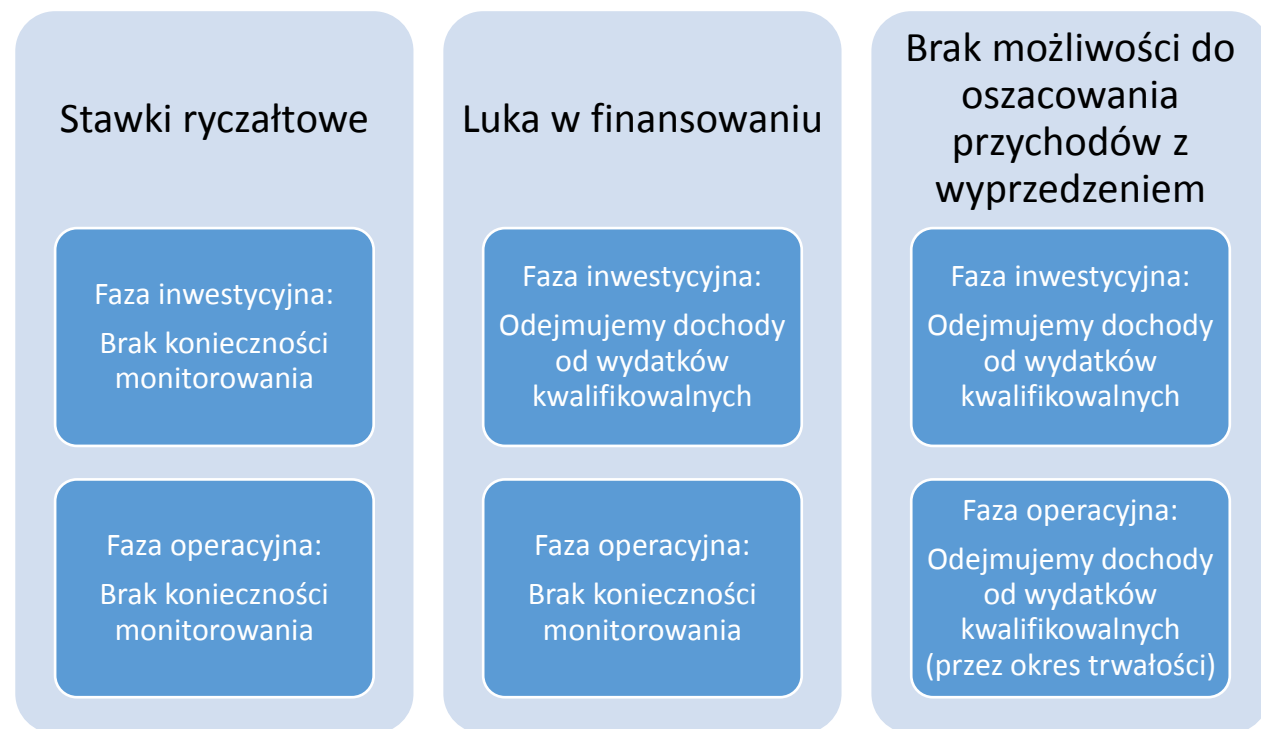 Stawki ryczałtowe
Faza inwestycyjna:
Brak konieczności
monitorowania
Faza operacyjna:
Brak konieczności
monitorowania
Luka w finansowaniu
Faza inwestycyjna:
Odejmujemy dochody
od wydatków
kwalifikowalnych
Faza operacyjna:
Brak konieczności
monitorowania
Brak możliwości do
oszacowania
przychodów z
wyprzedzeniem
Faza inwestycyjna:
Odejmujemy dochody
od wydatków
kwalifikowalnych
Faza operacyjna:
Odejmujemy dochody
od wydatków
kwalifikowalnych
(przez okres trwałości)